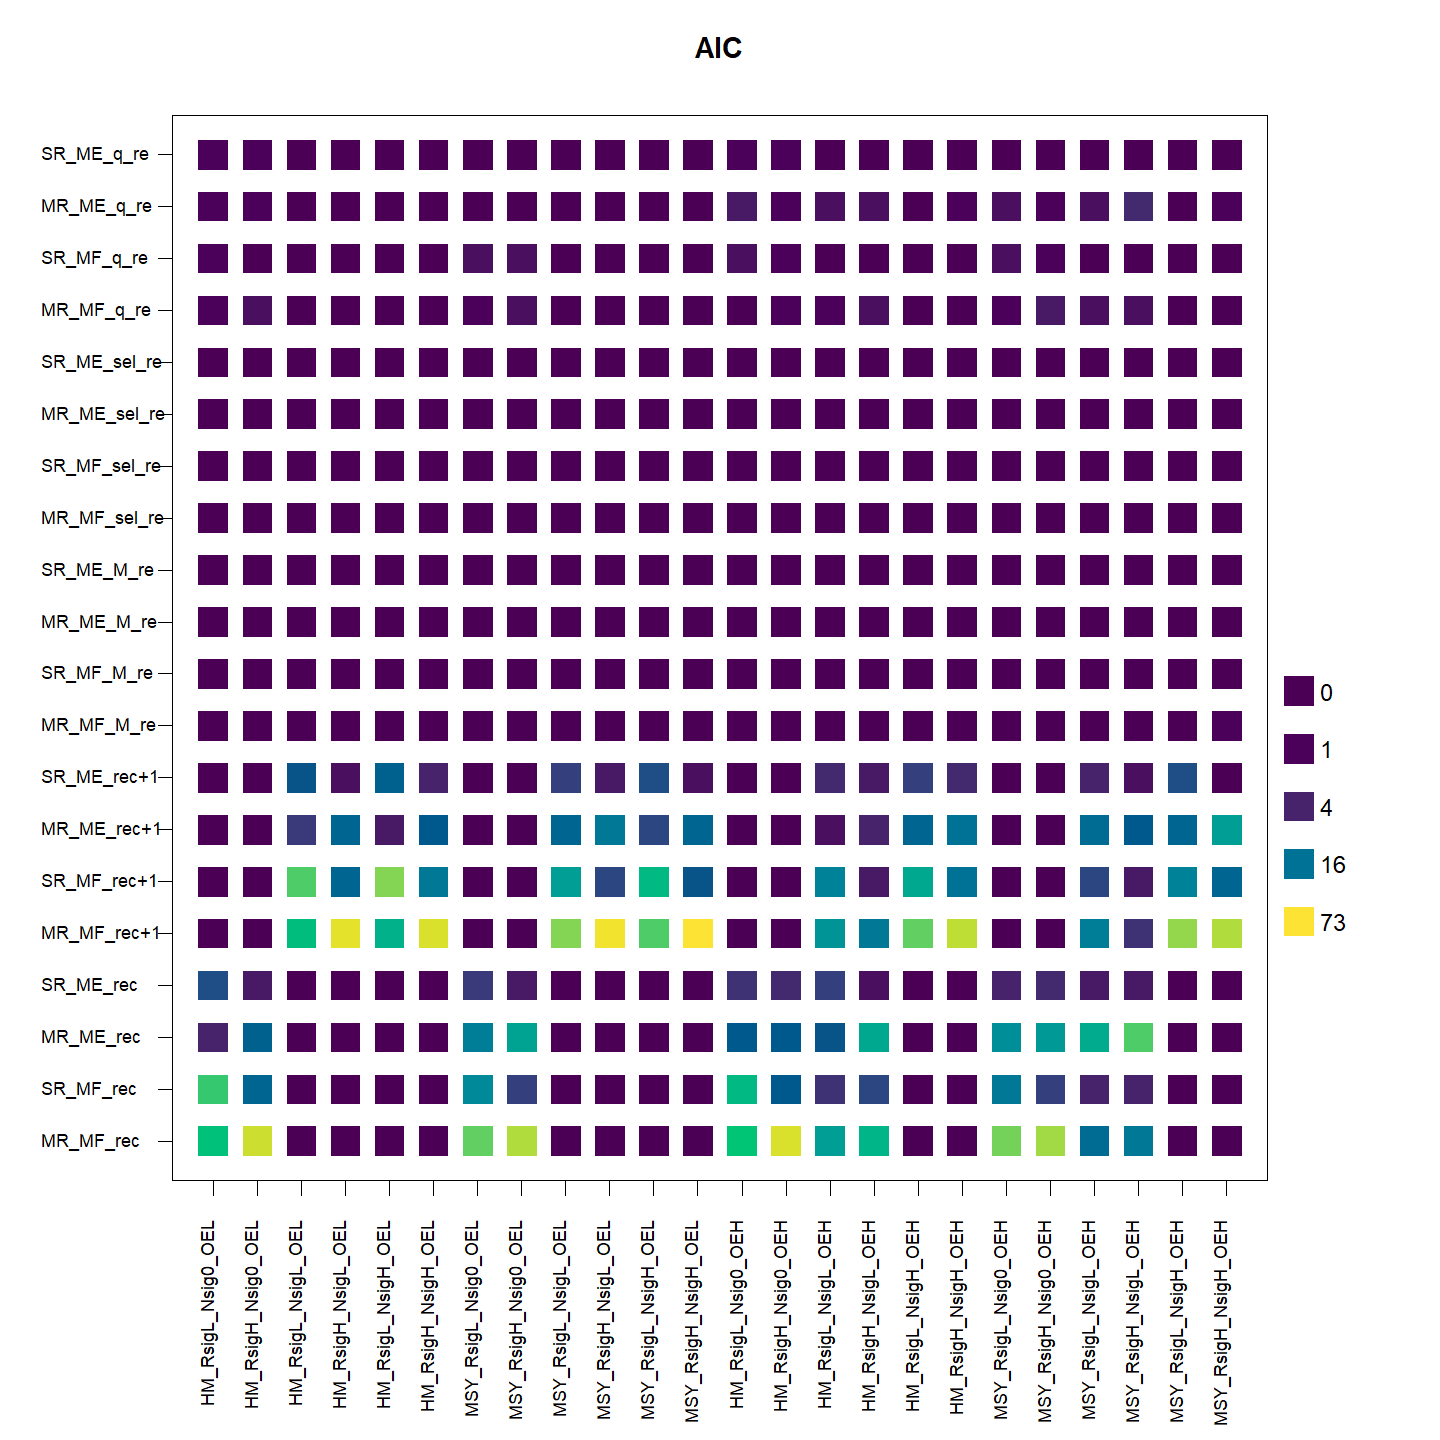 AIC
SR_ME_q_re
MR_ME_q_re
SR_MF_q_re
MR_MF_q_re
SR_ME_sel_re
MR_ME_sel_re
SR_MF_sel_re
MR_MF_sel_re
SR_ME_M_re
MR_ME_M_re
SR_MF_M_re
MR_MF_M_re
SR_ME_rec+1
MR_ME_rec+1
SR_MF_rec+1
MR_MF_rec+1
SR_ME_rec
MR_ME_rec
SR_MF_rec
MR_MF_rec
0
1
4
16
73
HM_RsigL_Nsig0_OEL
HM_RsigH_Nsig0_OEL
HM_RsigL_NsigL_OEL
HM_RsigH_NsigL_OEL
HM_RsigL_NsigH_OEL
HM_RsigH_NsigH_OEL
MSY_RsigL_Nsig0_OEL
MSY_RsigH_Nsig0_OEL
MSY_RsigL_NsigL_OEL
MSY_RsigH_NsigL_OEL
MSY_RsigL_NsigH_OEL
MSY_RsigH_NsigH_OEL
HM_RsigL_Nsig0_OEH
HM_RsigH_Nsig0_OEH
HM_RsigL_NsigL_OEH
HM_RsigH_NsigL_OEH
HM_RsigL_NsigH_OEH
HM_RsigH_NsigH_OEH
MSY_RsigL_Nsig0_OEH
MSY_RsigH_Nsig0_OEH
MSY_RsigL_NsigL_OEH
MSY_RsigH_NsigL_OEH
MSY_RsigL_NsigH_OEH
MSY_RsigH_NsigH_OEH